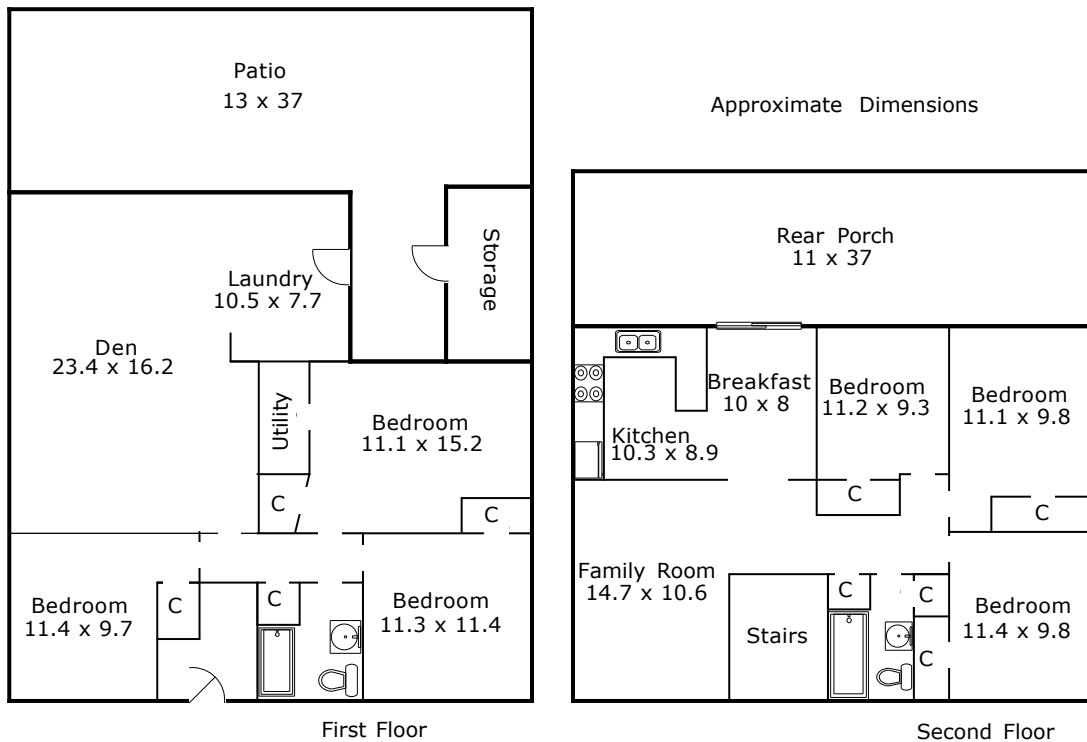 Patio
13 x 37
Storage
Laundry
10.5 x 7.7
Den
23.4 x 16.2
Utility
Bedroom
11.1 x 15.2
C
C
Bedroom
11.4 x 9.7
C
C
Bedroom
11.3 x 11.4
First Floor
Approximate Dimensions
Rear Porch
11 x 37
Breakfast
10 x 8
Bedroom
11.2 x 9.3
Bedroom
11.1 x 9.8
Kitchen
10.3 x 8.9
C
C
Family Room
14.7 x 10.6
Stairs
C
C
Bedroom
11.4 x 9.8
C
Second Floor